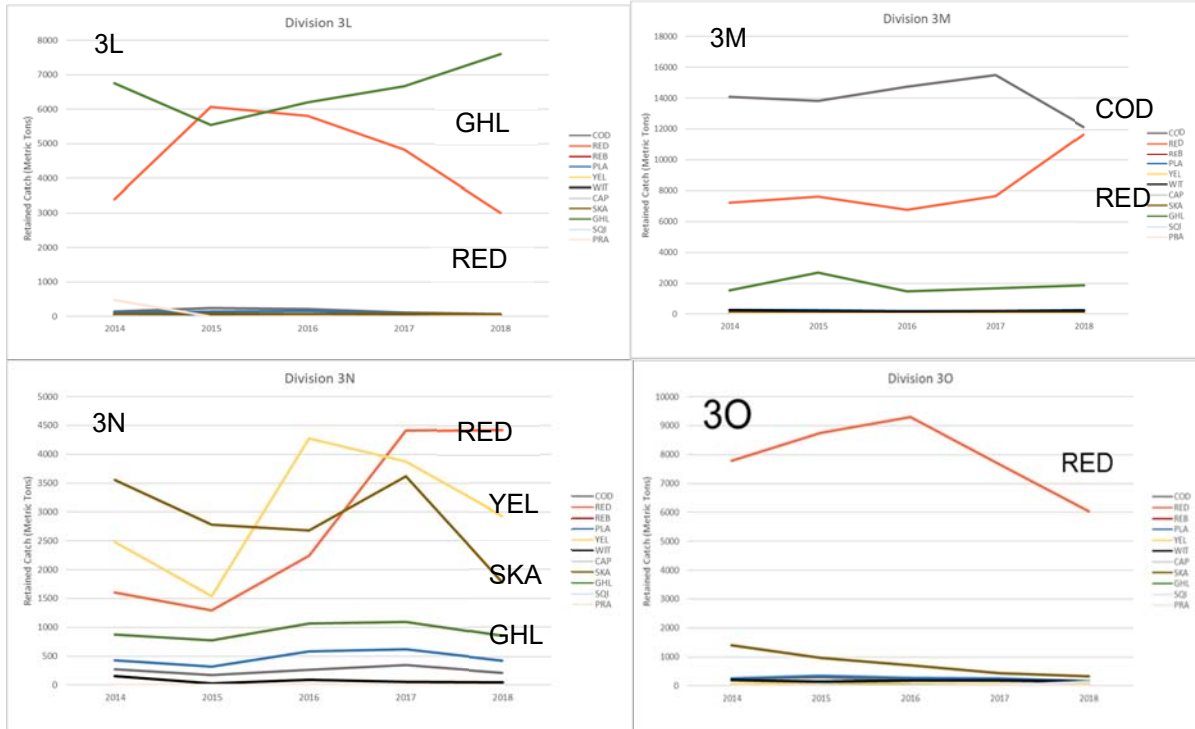 Division 3L
3L
Retained Catch (Metric Tons)
8000
7000
6000
5000
4000
3000
2000
1000
0
2014 2015 2016 2017 2018
GHL
RED
COD
RED
REB
PLA
YEL
WIT
CAP
SKA
GHL
SQI
PRA
Division 3M
3M
Retained Catch (Metric Tons)
18000
16000
14000
12000
10000
8000
6000
4000
2000
0
2014 2015 2016 2017 2018
COD
RED
COD
RED
REB
PLA
YEL
WIT
CAP
SKA
GHL
SQI
PRA
Division 3N
3N
Retained Catch (Metric Tons)
5000
4500
4000
3500
3000
2500
2000
1500
1000
500
0
2014 2015 2016 2017 2018
RED
YEL
SKA
GHL
COD
RED
REB
PLA
YEL
WIT
CAP
SKA
GHL
SQI
PRA
Division 3O
3O
Retained Catch (Metric Tons)
10000
9000
8000
7000
6000
5000
4000
3000
2000
1000
0
2014 2015 2016 2017 2018
RED
COD
RED
REB
PLA
YEL
WIT
CAP
SKA
GHL
SQI
PRA